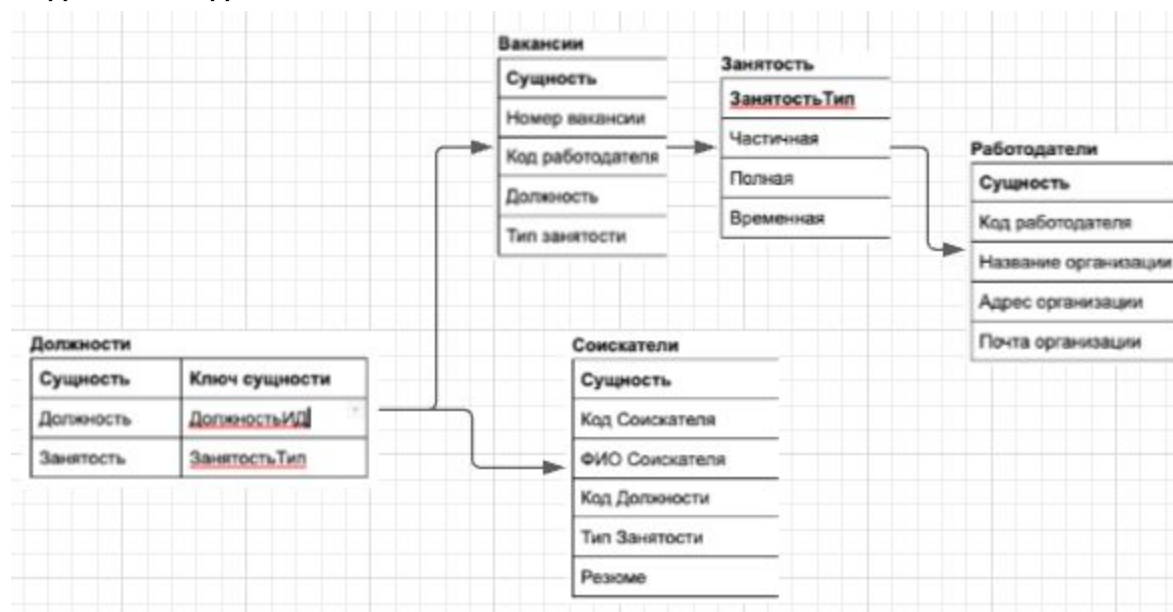 Вакансии
Сущность
Номер вакансии
Код работодателя
Должность
Тип занятости
Занятость
ЗанятостьТип
Частичная
Полная
Временная
Работодатели
Сущность
Код работодателя
Название организации
Адрес организации
Почта организации
Должности
Сущность Ключ сущности
Должность ДолжностьИД
Занятость ЗанятостьТип
Соискатели
Сущность
Код Соискателя
ФИО Соискателя
Код Должности
Тип Занятости
Резюме